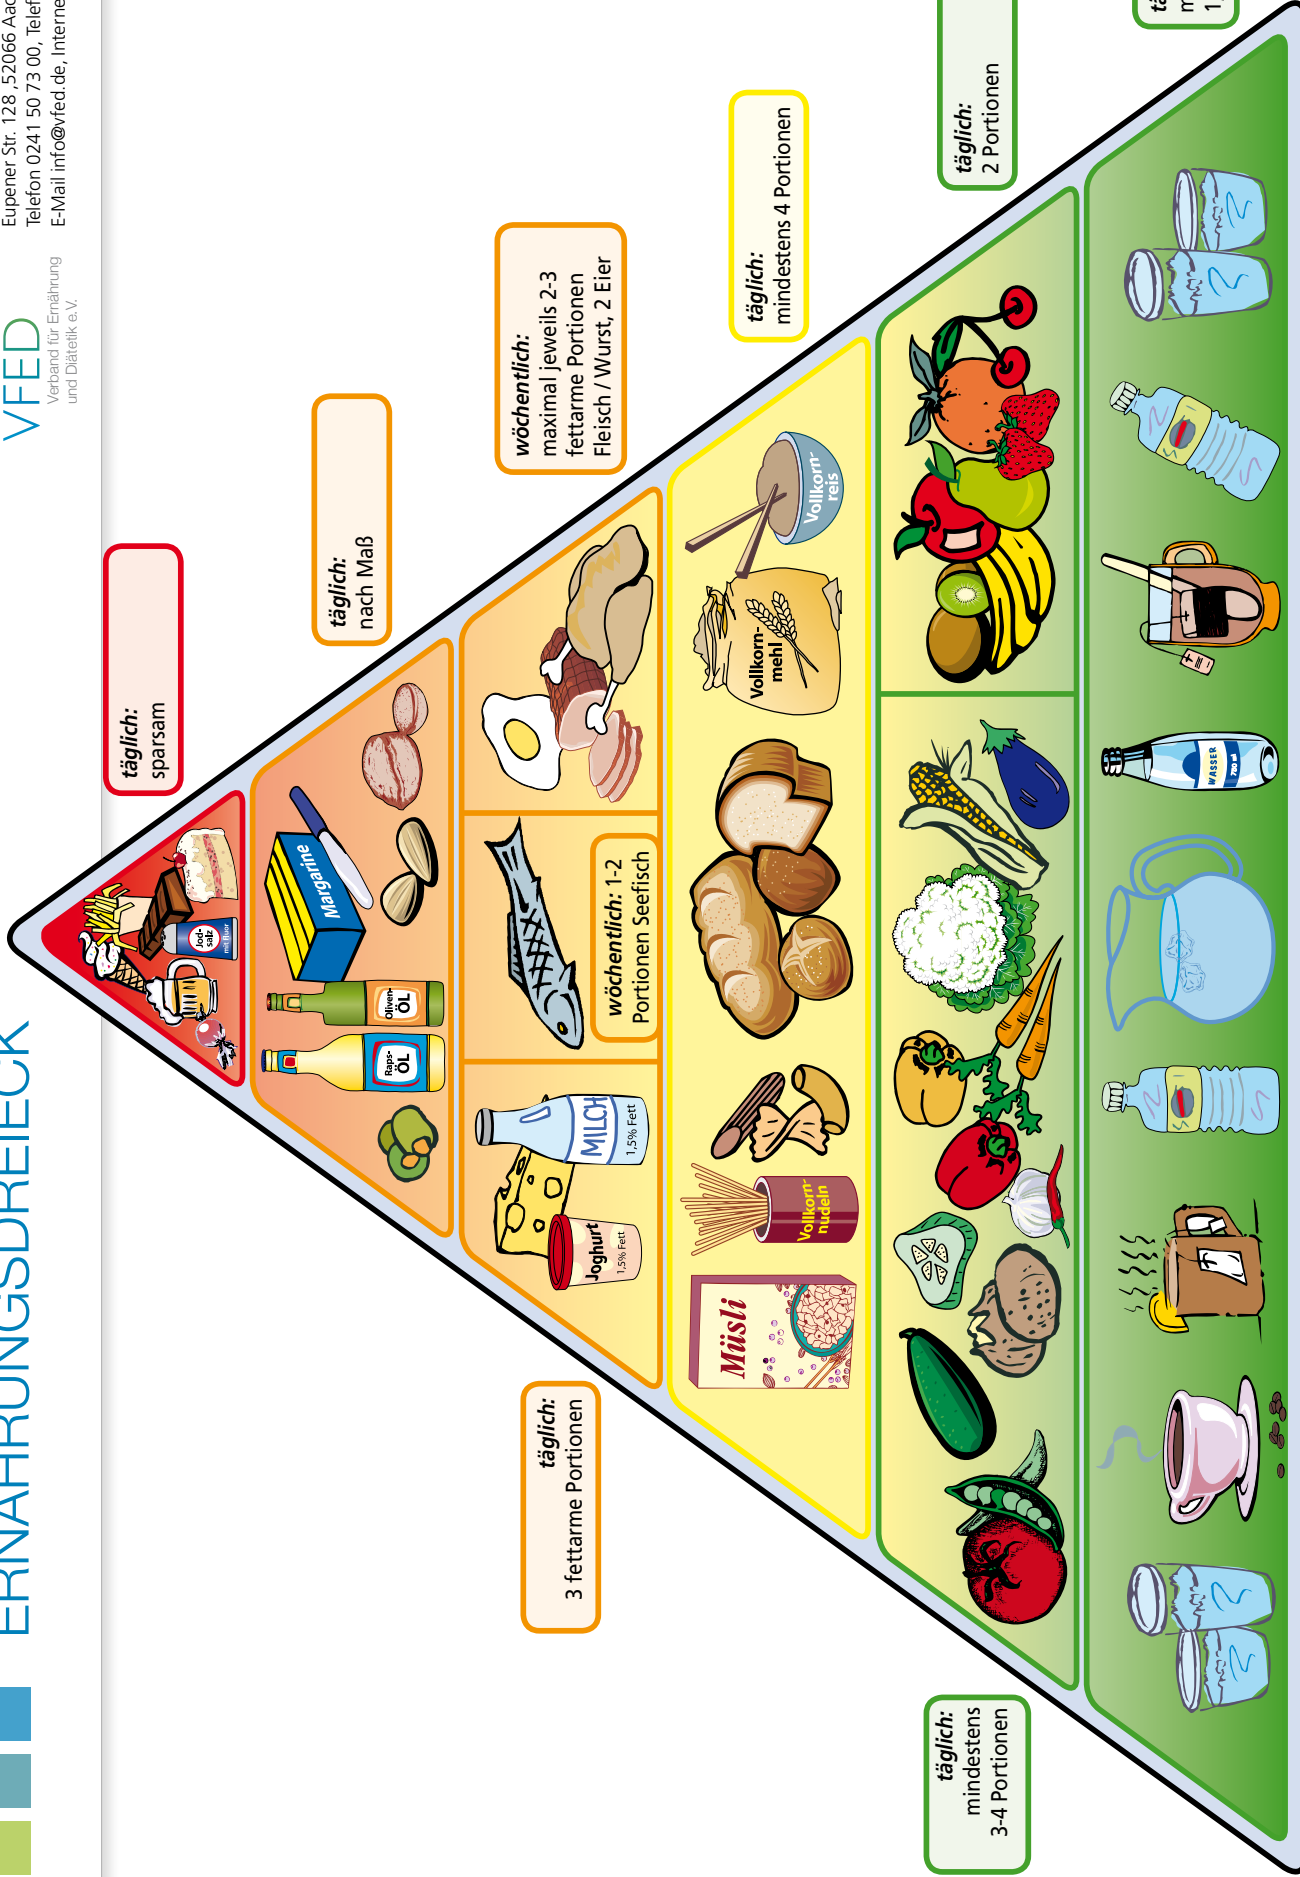 ERNÄHRUNGSDREIECK
VFED
Verband für Ernährung
und Diätetik e.V.
Eupener Str. 128 ,52066
Telefon 0241 50 73 00,
E-Mail info@vfed.de,
täglich:
sparsam
Jod-
salz
mit fluor
täglich:
nach Maß
Margarine
Oliven-
ÖL
Raps-
ÖL
wöchentlich:
maximal jeweils 2-3
fettarme Portionen
Fleisch / Wurst, 2 Eier
wöchentlich: 1-2
Portionen Seefisch
MILCH
1,5% Fett
Joghurt
1,5% Fett
täglich:
3 fettarme Portionen
täglich:
mindestens 4 Portionen
Müsli
Vollkorn-
nudeln
Vollkorn-
mehl
Vollkorn-
reis
täglich:
2 Portionen
täglich:
mindestens
3-4 Portionen
WASSER
700 ml